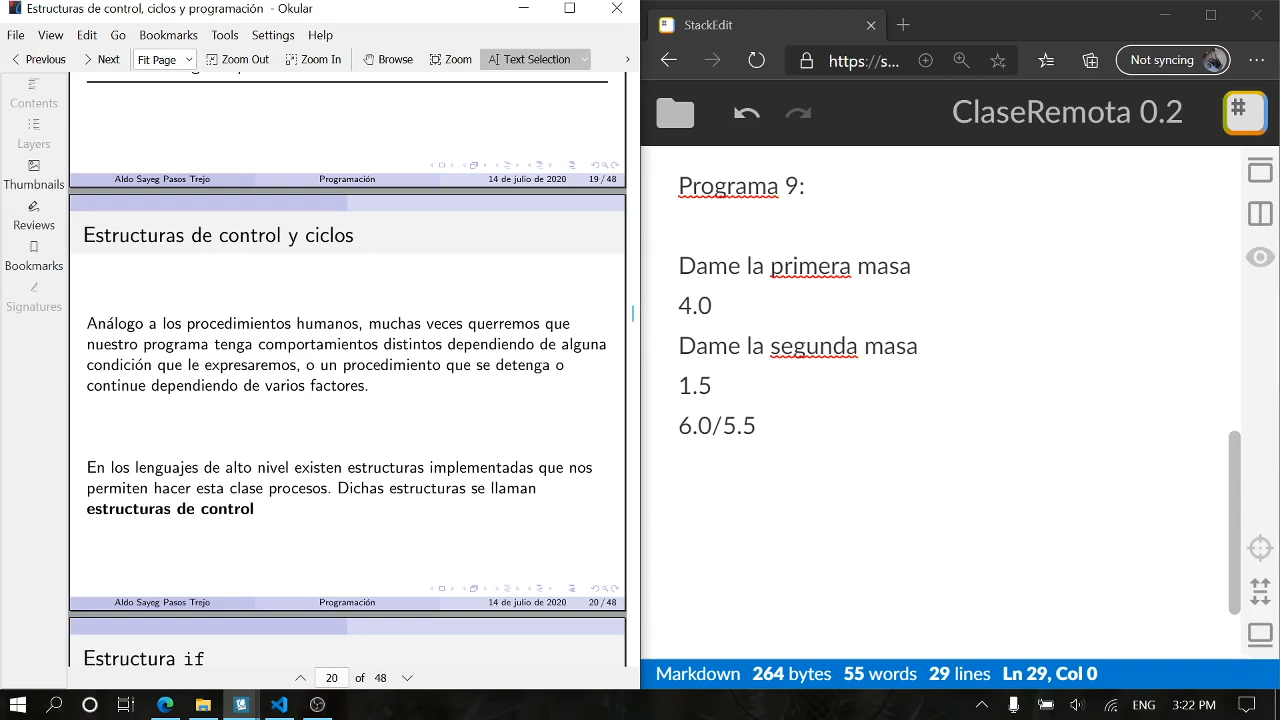 Estructuras de control, ciclos y programación - Okular
File View Edit Go Bookmarks Tools Settings Help
Previous Next Fit Page Zoom Out Zoom In Browse Zoom Text Selection
Contents
Layers
Thumbnails
Reviews
Bookmarks
Signatures
Aldo Sayeg Pasos Trejo Programación 14 de julio de 2020 19 / 48
Estructuras de control y ciclos
Análogo a los procedimientos humanos, muchas veces querremos que
nuestro programa tenga comportamientos distintos dependiendo de alguna
condición que le expresaremos, o un procedimiento que se detenga o
continue dependiendo de varios factores.
En los lenguajes de alto nivel existen estructuras implementadas que nos
permiten hacer esta clase procesos. Dichas estructuras se llaman
estructuras de control
Aldo Sayeg Pasos Trejo Programación 14 de julio de 2020 20 / 48
Estructura if
20 of 48
StackEdit
https://s...
Not syncing
ClaseRemota 0.2
#
Programa 9:
Dame la primera masa
4.0
Dame la segunda masa
1.5
6.0/5.5
Markdown 264 bytes 55 words 29 lines Ln 29, Col 0
ENG 3:22 PM